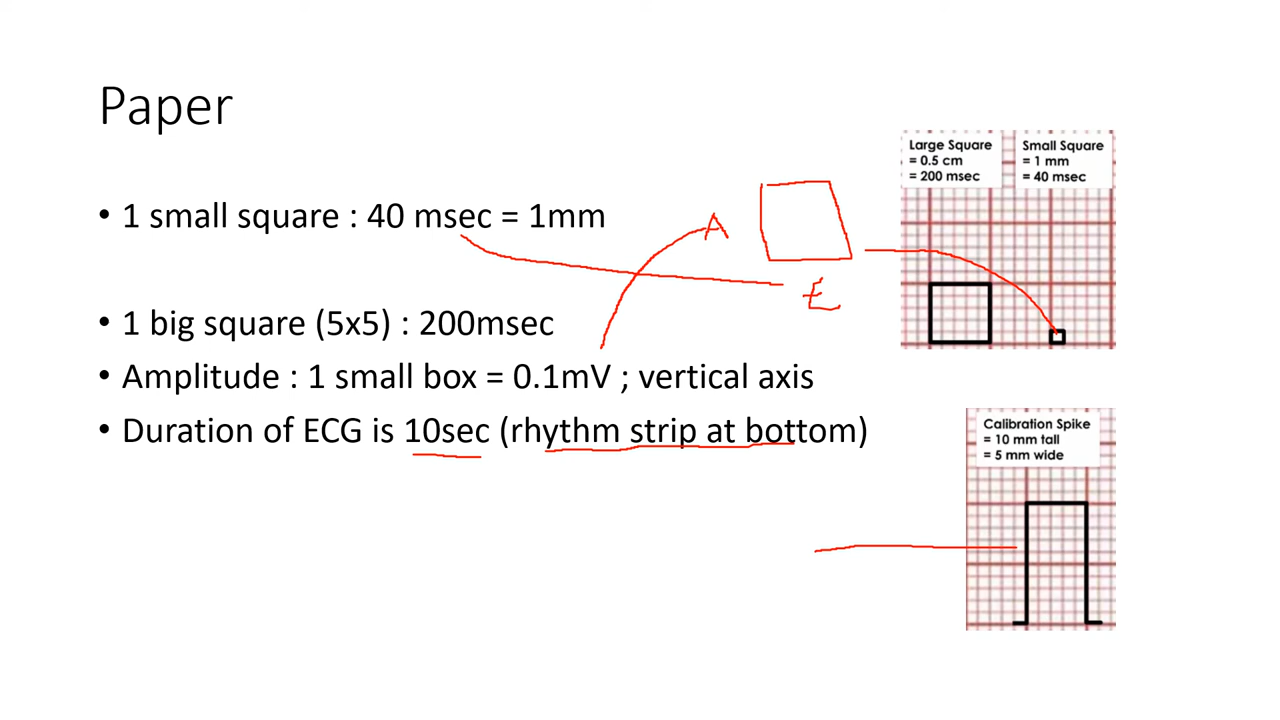 Paper
• 1 small square : 40 msec = 1mm
• 1 big square (5x5) : 200msec
• Amplitude : 1 small box = 0.1mV ; vertical axis
• Duration of ECG is 10sec (rhythm strip at bottom)
A
Large Square
= 0.5 cm
= 200 msec
Small Square
= 1 mm
= 40 msec
Calibration Spike
= 10 mm tall
= 5 mm wide